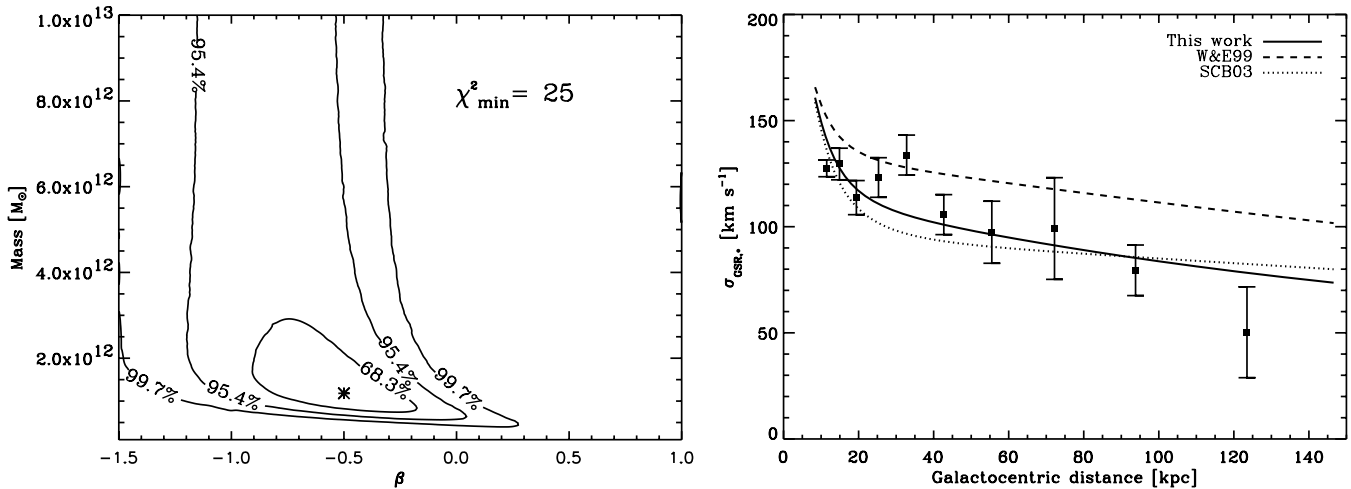 1.0x10¹³
8.0x10¹²
6.0x10¹²
4.0x10¹²
2.0x10¹²
Mass [M⊙]
95.4%
χ²min= 25
95.4%
68.3%
99.7%
99.7%
95.4%
-1.5 -1.0 -0.5 0.0 0.5 1.0
β
200
150
100
50
0
σGSR,* [km s⁻¹]
This work
W&E99
SCB03
0 20 40 60 80 100 120 140
Galactocentric distance [kpc]